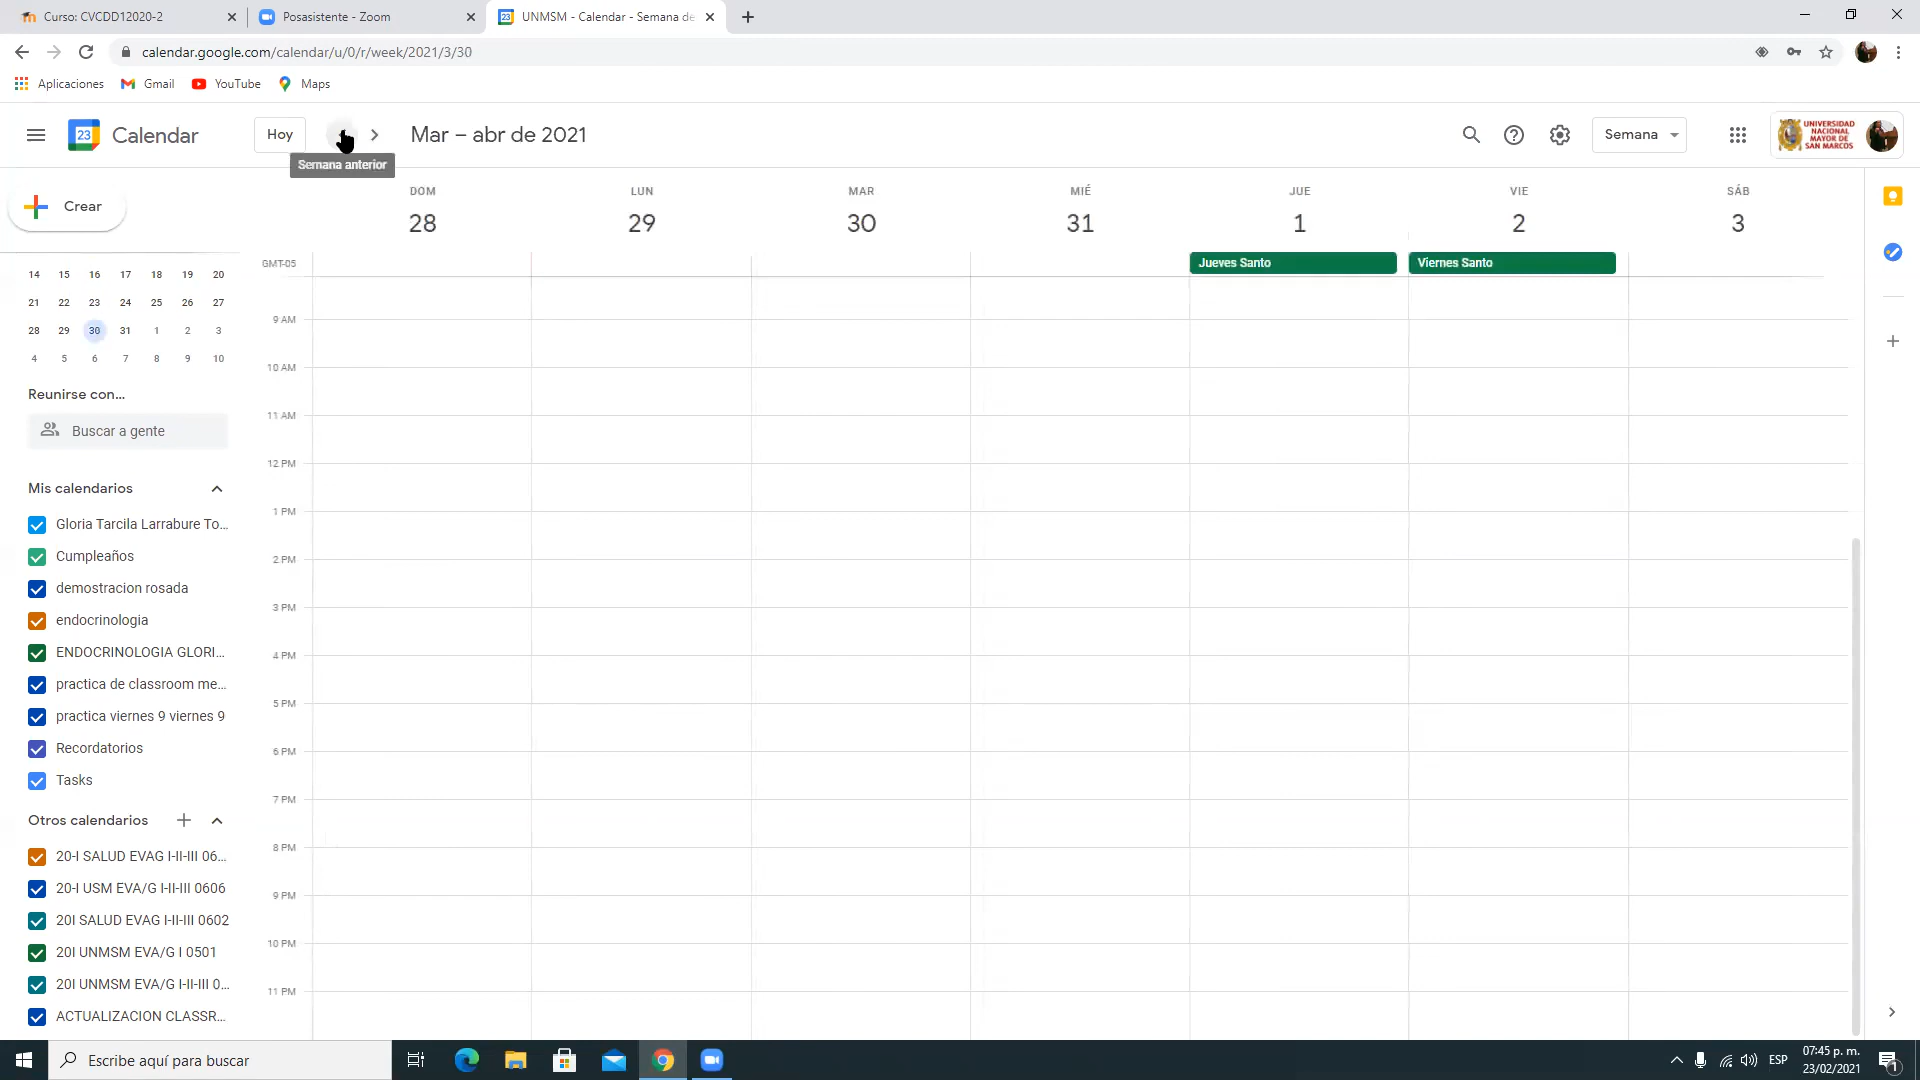 Curso: CVCDD12020-2
Posasistente - Zoom
UNMSM - Calendar - Semana de
calendar.google.com/calendar/u/0/r/week/2021/3/30
Aplicaciones
Gmail
YouTube
Maps
23
Calendar
Hoy
Mar – abr de 2021
Semana
UNIVERSIDAD
NACIONAL
MAYOR DE
SAN MARCOS
Semana anterior
Crear
DOM LUN MAR MIÉ JUE VIE SÁB
28 29 30 31 1 2 3
GMT-05
Jueves Santo
Viernes Santo
14 15 16 17 18 19 20
21 22 23 24 25 26 27
28 29 30 31 1 2 3
4 5 6 7 8 9 10
Reunirse con...
Buscar a gente
Mis calendarios
Gloria Tarcila Larrabure To...
Cumpleaños
demostracion rosada
endocrinologia
ENDOCRINOLOGIA GLORI...
practica de classroom me...
practica viernes 9 viernes 9
Recordatorios
Tasks
Otros calendarios
20-I SALUD EVAG I-II-III 06...
20-I USM EVA/G I-II-III 0606
20I SALUD EVAG I-II-III 0602
20I UNMSM EVA/G I 0501
20I UNMSM EVA/G I-II-III 0...
ACTUALIZACION CLASSR...
9 AM
10 AM
11 AM
12 PM
1 PM
2 PM
3 PM
4 PM
5 PM
6 PM
7 PM
8 PM
9 PM
10 PM
11 PM
Escribe aquí para buscar
ESP
07:45 p. m.
23/02/2021
1